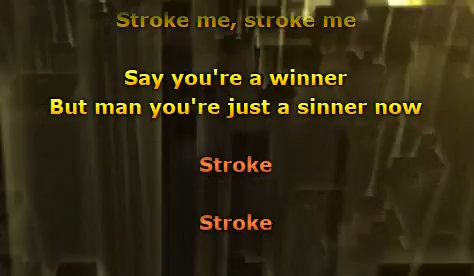 Stroke me, stroke me
Say you're a winner
But man you're just a sinner now
Stroke
Stroke